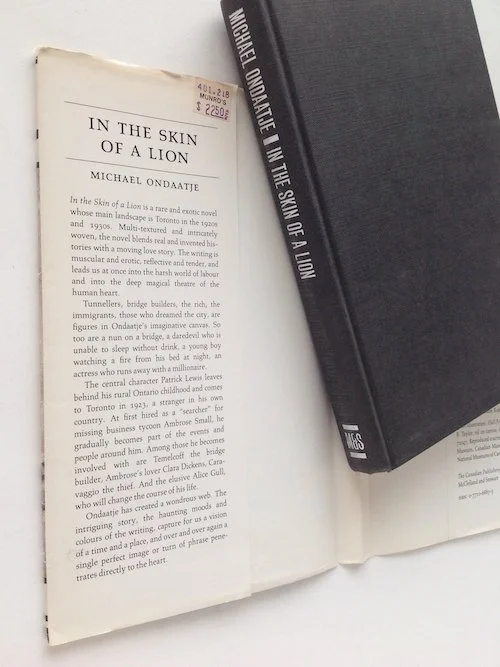 401.218
MUNRO'S
$ 2250
IN THE SKIN
OF A LION
MICHAEL ONDAATJE
In the Skin of a Lion is a rare and exotic novel
whose main landscape is Toronto in the 1920s
and 1930s. Multi-textured and intricately
woven, the novel blends real and invented his-
tories with a moving love story. The writing is
muscular and erotic, reflective and tender, and
leads us at once into the harsh world of labour
and into the deep magical theatre of the
human heart.
Tunnellers, bridge builders, the rich, the
immigrants, those who dreamed the city, are
figures in Ondaatje's imaginative canvas. So
too are a nun on a bridge, a daredevil who is
unable to sleep without drink, a young boy
watching a fire from his bed at night, an
actress who runs away with a millionaire.
The central character Patrick Lewis leaves
behind his rural Ontario childhood and comes
to Toronto in 1923, a stranger in his own
country. At first hired as a "searcher" for
missing business tycoon Ambrose Small, he
gradually becomes part of the events and
people around him. Among those he becomes
involved with are Temelcoff the bridge
builder, Ambrose's lover Clara Dickens, Cara-
vaggio the thief. And the elusive Alice Gull,
who will change the course of his life.
Ondaatje has created a wondrous web. The
intriguing story, the haunting moods and
colours of the writing, capture for us a vision
of a time and a place, and over and over again a
single perfect image or turn of phrase pene-
trates directly to the heart.
MICHAEL ONDAATJE IN THE SKIN OF A LION
M&S
Reproduced
Museum, Canadian
National Museums of
The Canadian Publishers
McClelland and Stewart